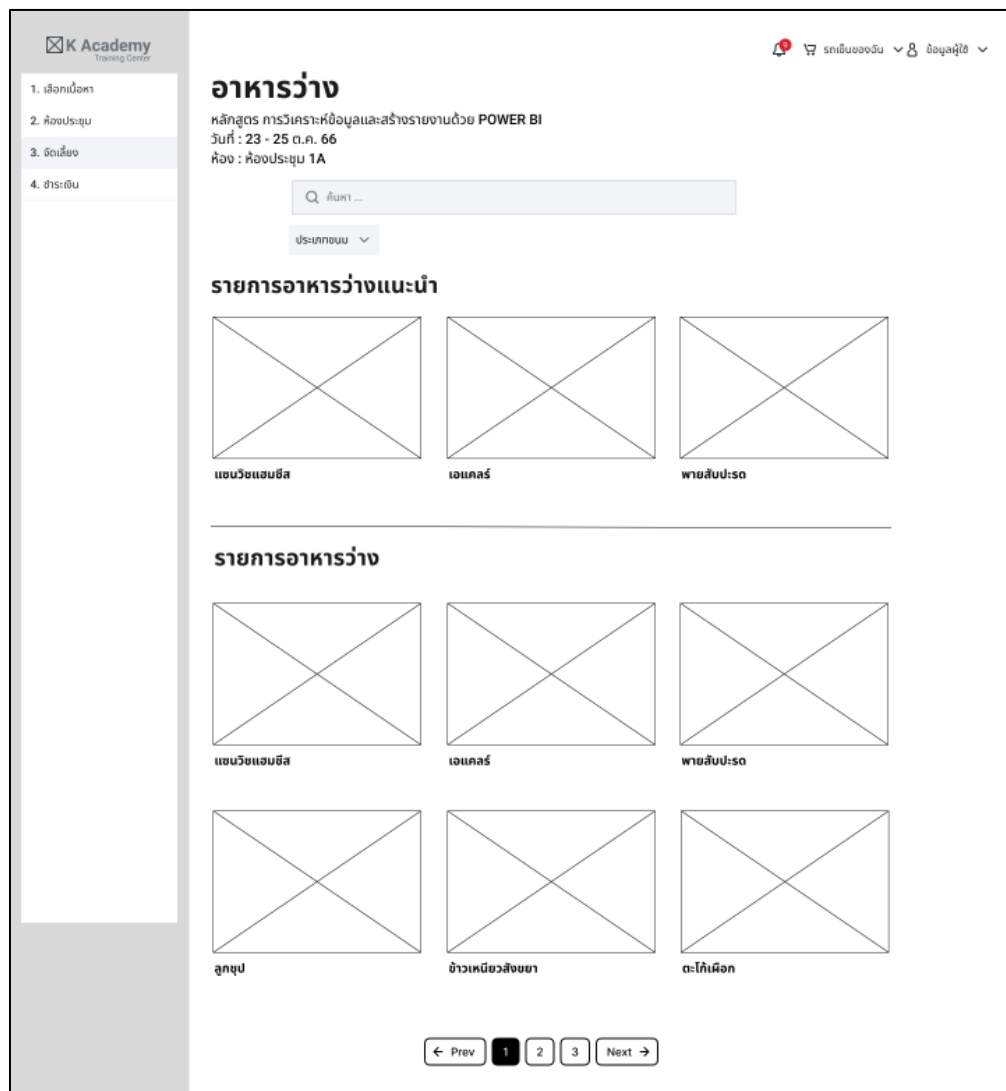 K Academy
Training Center
9
รถเข็นของฉัน
ข้อมูลผู้ใช้
1. เลือกเนื้อหา
2. ห้องประชุม
3. จัดเลี้ยง
4. ชำระเงิน
อาหารว่าง
หลักสูตร การวิเคราะห์ข้อมูลและสร้างรายงานด้วย POWER BI
วันที่ : 23 - 25 ต.ค. 66
ห้อง : ห้องประชุม 1A
ค้นหา ...
ประเภทขนม
รายการอาหารว่างแนะนำ
แซนวิชแฮมชีส เอแคลร์ พายสับปะรด
รายการอาหารว่าง
แซนวิชแฮมชีส เอแคลร์ พายสับปะรด
ลูกชุป ข้าวเหนียวสังขยา ตะโก้เผือก
← Prev 1 2 3 Next →